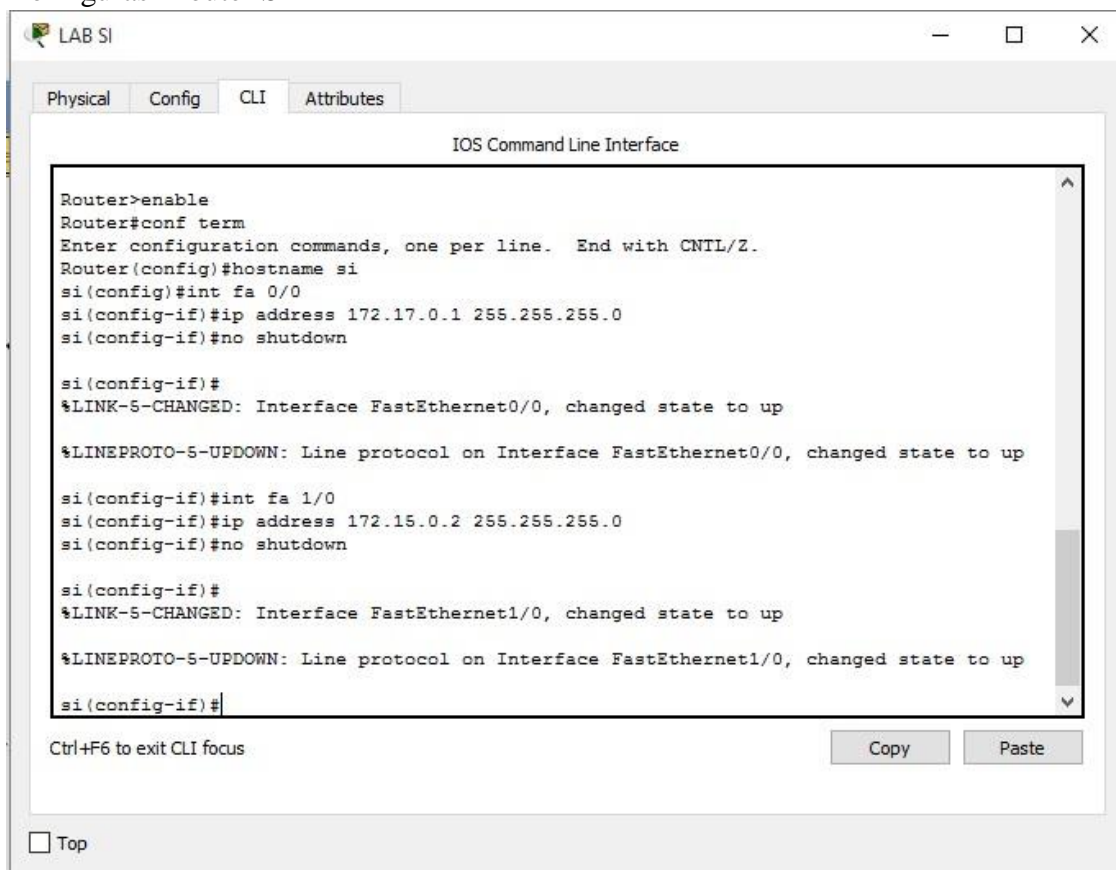 LAB SI
Physical Config CLI Attributes
IOS Command Line Interface
Router>enable
Router#conf term
Enter configuration commands, one per line.  End with CNTL/Z.
Router(config)#hostname si
si(config)#int fa 0/0
si(config-if)#ip address 172.17.0.1 255.255.255.0
si(config-if)#no shutdown
si(config-if)#
%LINK-5-CHANGED: Interface FastEthernet0/0, changed state to up
%LINEPROTO-5-UPDOWN: Line protocol on Interface FastEthernet0/0, changed state to up
si(config-if)#int fa 1/0
si(config-if)#ip address 172.15.0.2 255.255.255.0
si(config-if)#no shutdown
si(config-if)#
%LINK-5-CHANGED: Interface FastEthernet1/0, changed state to up
%LINEPROTO-5-UPDOWN: Line protocol on Interface FastEthernet1/0, changed state to up
si(config-if)#
Ctrl+F6 to exit CLI focus
Copy Paste
Top